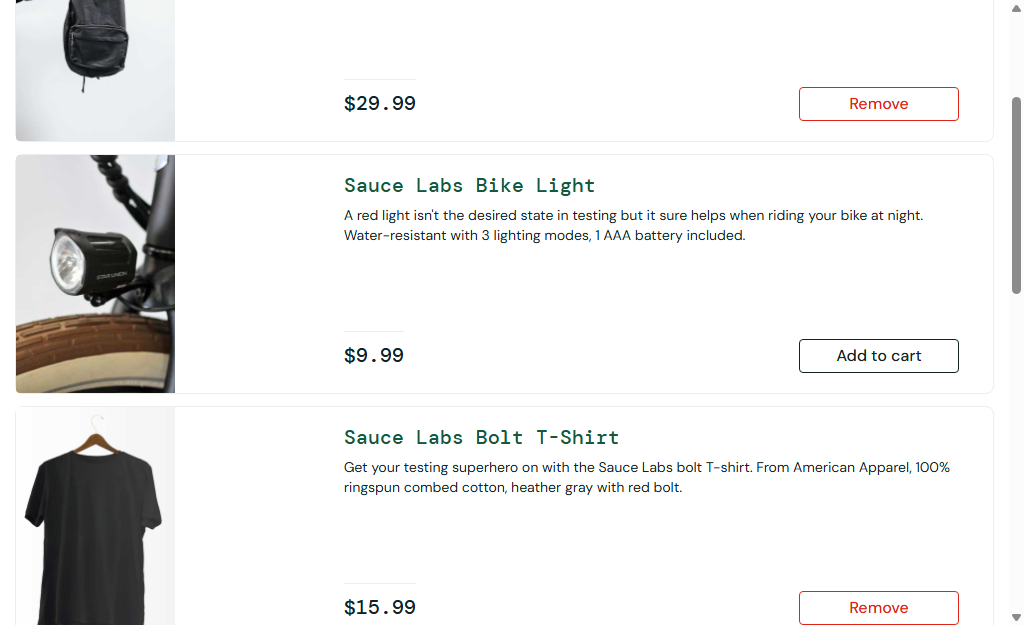 $29.99
Remove
Sauce Labs Bike Light
A red light isn't the desired state in testing but it sure helps when riding your bike at night.
Water-resistant with 3 lighting modes, 1 AAA battery included.
$9.99
Add to cart
Sauce Labs Bolt T-Shirt
Get your testing superhero on with the Sauce Labs bolt T-shirt. From American Apparel, 100%
ringspun combed cotton, heather gray with red bolt.
$15.99
Remove